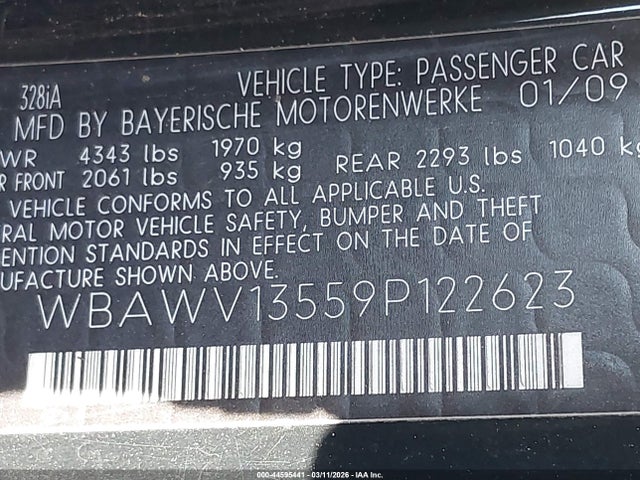 328iA VEHICLE TYPE: PASSENGER CAR
MFD BY BAYERISCHE MOTORENWERKE 01/09
WR 4343 lbs 1970 kg
R FRONT 2061 lbs 935 kg REAR 2293 lbs 1040 kg
VEHICLE CONFORMS TO ALL APPLICABLE U.S.
RAL MOTOR VEHICLE SAFETY, BUMPER AND THEFT
ENTION STANDARDS IN EFFECT ON THE DATE OF
UFACTURE SHOWN ABOVE.
WBAWV13559P122623
000-44595441 - 03/11/2026 - IAA Inc.